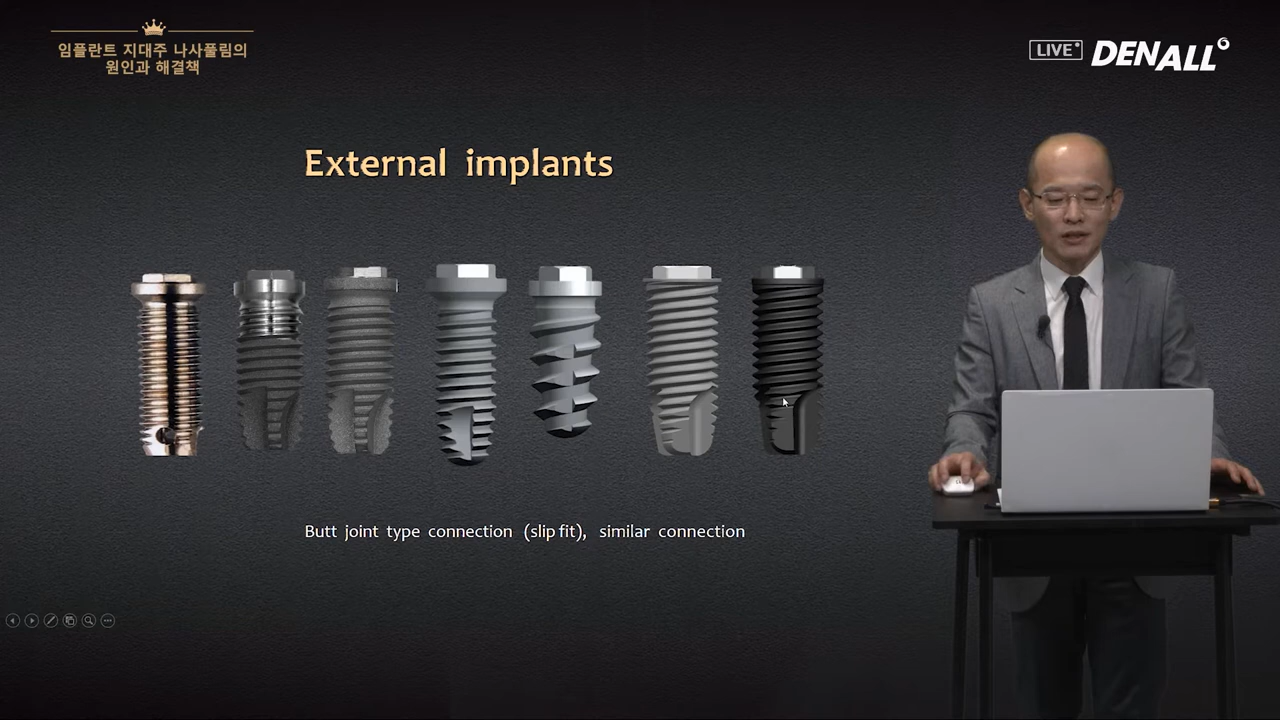 임플란트 지대주 나사풀림의
원인과 해결책
LIVE
DENALL
External implants
Butt joint type connection (slip fit), similar connection